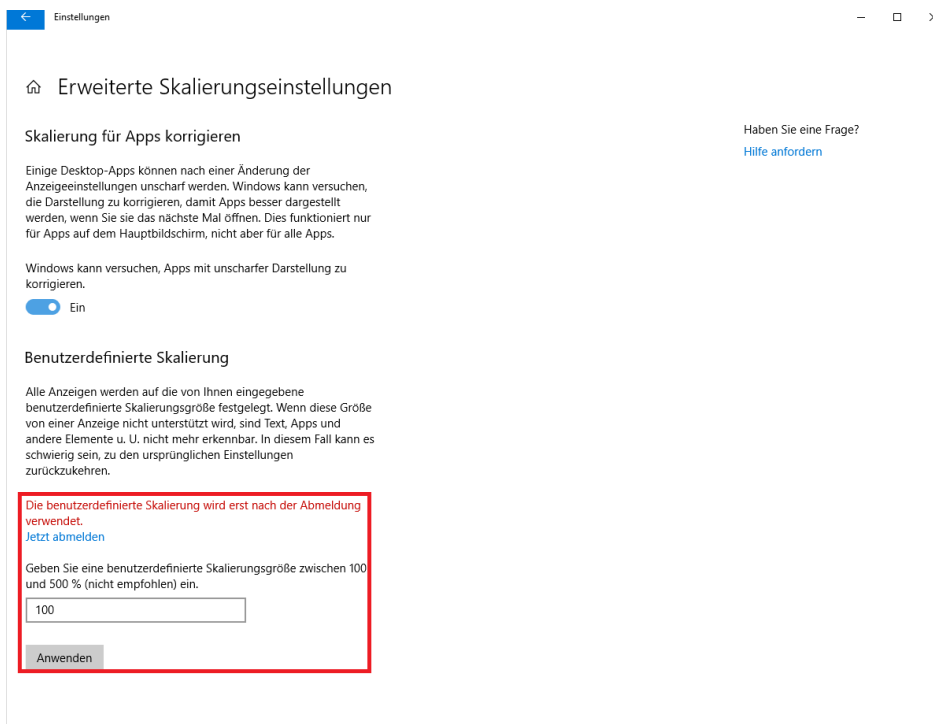 Einstellungen
Erweiterte Skalierungseinstellungen
Skalierung für Apps korrigieren
Einige Desktop-Apps können nach einer Änderung der
Anzeigeeinstellungen unscharf werden. Windows kann versuchen,
die Darstellung zu korrigieren, damit Apps besser dargestellt
werden, wenn Sie sie das nächste Mal öffnen. Dies funktioniert nur
für Apps auf dem Hauptbildschirm, nicht aber für alle Apps.
Windows kann versuchen, Apps mit unscharfer Darstellung zu
korrigieren.
Ein
Benutzerdefinierte Skalierung
Alle Anzeigen werden auf die von Ihnen eingegebene
benutzerdefinierte Skalierungsgröße festgelegt. Wenn diese Größe
von einer Anzeige nicht unterstützt wird, sind Text, Apps und
andere Elemente u. U. nicht mehr erkennbar. In diesem Fall kann es
schwierig sein, zu den ursprünglichen Einstellungen
zurückzukehren.
Die benutzerdefinierte Skalierung wird erst nach der Abmeldung
verwendet.
Jetzt abmelden
Geben Sie eine benutzerdefinierte Skalierungsgröße zwischen 100
und 500 % (nicht empfohlen) ein.
100
Anwenden
Haben Sie eine Frage?
Hilfe anfordern